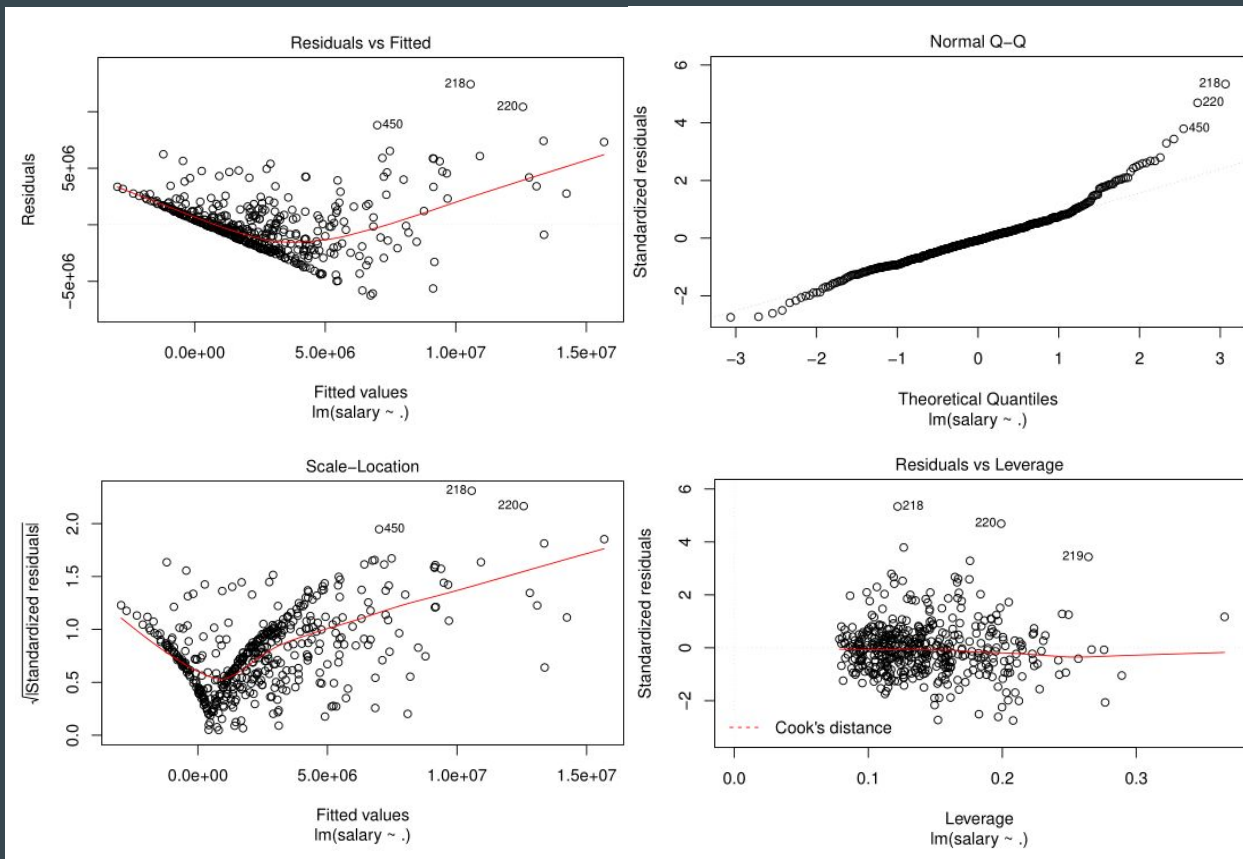 Residuals vs Fitted
218
220
450
Residuals
5e+06
−5e+06
0.0e+00 5.0e+06 1.0e+07 1.5e+07
Fitted values
lm(salary ~ .)
Normal Q−Q
6
4
2
0
−2
218
220
450
Standardized residuals
−3 −2 −1 0 1 2 3
Theoretical Quantiles
lm(salary ~ .)
Scale−Location
218
220
450
√|Standardized residuals|
2.0
1.5
1.0
0.5
0.0
0.0e+00 5.0e+06 1.0e+07 1.5e+07
Fitted values
lm(salary ~ .)
Residuals vs Leverage
6
4
2
0
−2
218
220
219
Standardized residuals
Cook's distance
0.0 0.1 0.2 0.3
Leverage
lm(salary ~ .)